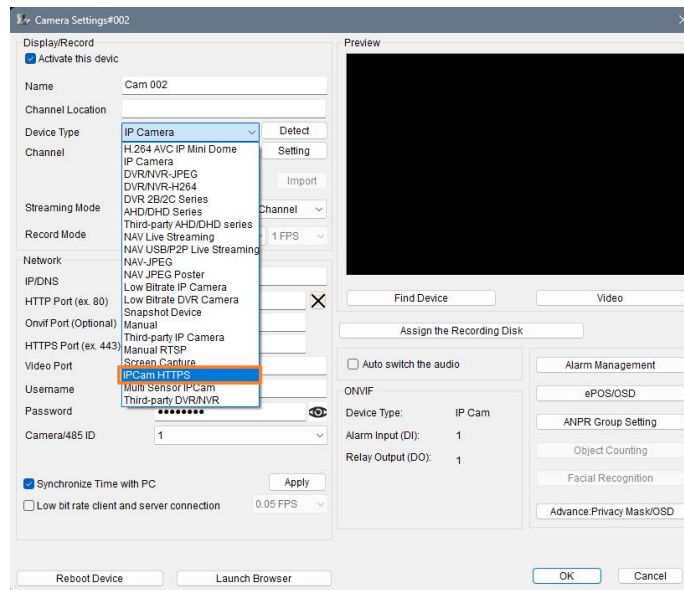 Camera Settings#002
Display/Record
Activate this devic
Name
Cam 002
Channel Location
Device Type
IP Camera
Detect
Channel
Setting
Import
Streaming Mode
Channel
Record Mode
1 FPS
H.264 AVC IP Mini Dome
IP Camera
DVR/NVR-JPEG
DVR/NVR-H264
DVR 2B/2C Series
AHD/DHD Series
Third-party AHD/DHD series
NAV Live Streaming
NAV USB/P2P Live Streaming
NAV-JPEG
NAV JPEG Poster
Low Bitrate IP Camera
Low Bitrate DVR Camera
Snapshot Device
Manual
Third-party IP Camera
Manual RTSP
Screen Capture
IPCam HTTPS
Multi Sensor IPCam
Third-party DVR/NVR
Network
IP/DNS
HTTP Port (ex. 80)
Onvif Port (Optional)
HTTPS Port (ex. 443)
Video Port
Username
Password
Camera/485 ID
1
Synchronize Time with PC
Apply
Low bit rate client and server connection
0.05 FPS
Reboot Device
Launch Browser
Preview
Find Device
Video
Assign the Recording Disk
Auto switch the audio
Alarm Management
ONVIF
ePOS/OSD
Device Type:
IP Cam
ANPR Group Setting
Alarm Input (DI):
1
Object Counting
Relay Output (DO):
1
Facial Recognition
Advance:Privacy Mask/OSD
OK
Cancel